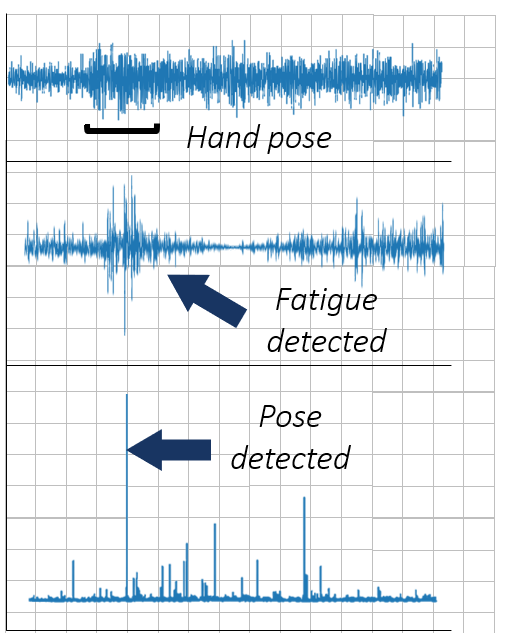 Hand pose
Fatigue
detected
Pose
detected